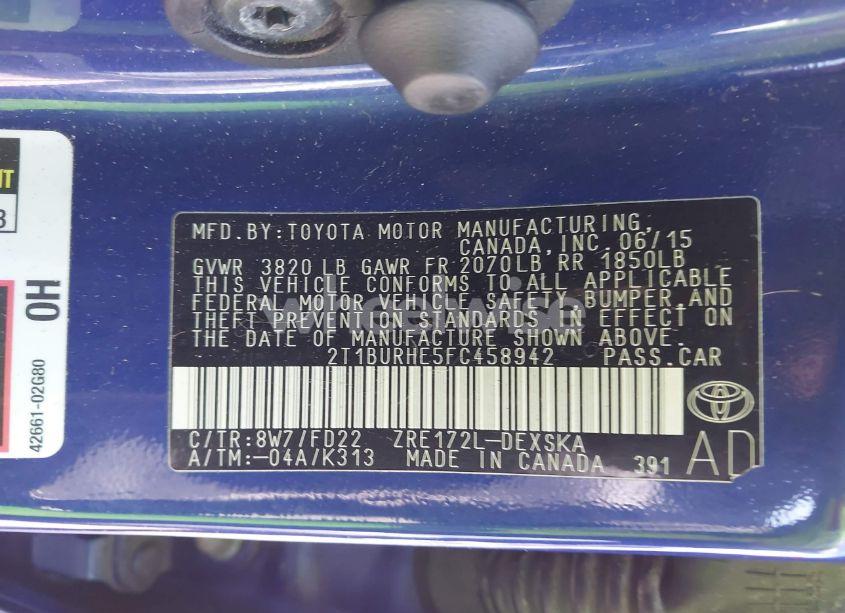 MFD.BY:TOYOTA MOTOR MANUFACTURING,
CANADA,INC. 06/15
GVWR 3820 LB GAWR FR 2070LB RR 1850LB
THIS VEHICLE CONFORMS TO ALL APPLICABLE
FEDERAL MOTOR VEHICLE SAFETY,BUMPER,AND
THEFT PREVENTION STANDARDS IN EFFECT ON
THE DATE OF MANUFACTURE SHOWN ABOVE.
2T1BURHE5FC458942 PASS.CAR
C/TR:8W7/FD22 ZRE172L-DEXSKA
A/TM:-04A/K313 MADE IN CANADA 391
AD
0H
42661-02G80